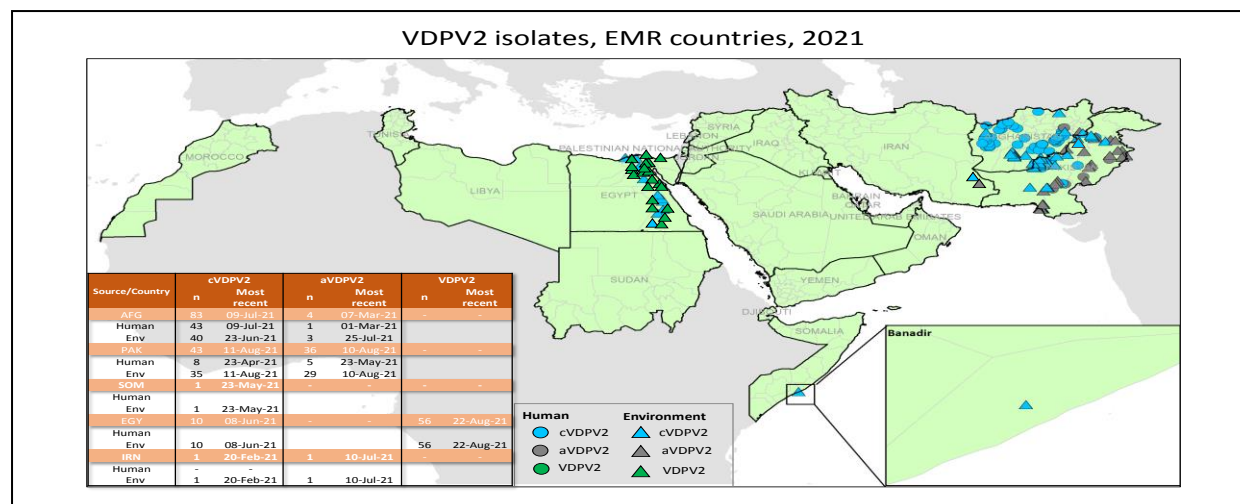 VDPV2 isolates, EMR countries, 2021
MOROCCO
TUNISIA
LIBYA
EGYPT
SUDAN
LEBANON
SYRIA
PALESTINIAN NATIONAL AUTHORITY
JORDAN
IRAQ
IRAN
KUWAIT
BAHRAIN
QATAR
SAUDI ARABIA
UNITED ARAB EMIRATES
OMAN
YEMEN
DJIBOUTI
SOMALIA
AFGHANISTAN
Source/Country cVDPV2 aVDPV2 VDPV2
n Most recent n Most recent n Most recent
AFG 83 09-Jul-21 4 07-Mar-21 - -
Human 43 09-Jul-21 1 01-Mar-21
Env 40 23-Jun-21 3 25-Jul-21
PAK 43 11-Aug-21 36 10-Aug-21 - -
Human 8 23-Apr-21 5 23-May-21
Env 35 11-Aug-21 29 10-Aug-21
SOM 1 23-May-21 - - - -
Human
Env 1 23-May-21
EGY 10 08-Jun-21 - - 56 22-Aug-21
Human
Env 10 08-Jun-21 56 22-Aug-21
IRN 1 20-Feb-21 1 10-Jul-21 - -
Human - -
Env 1 20-Feb-21 1 10-Jul-21
Human Environment
cVDPV2 cVDPV2
aVDPV2 aVDPV2
VDPV2 VDPV2
Banadir